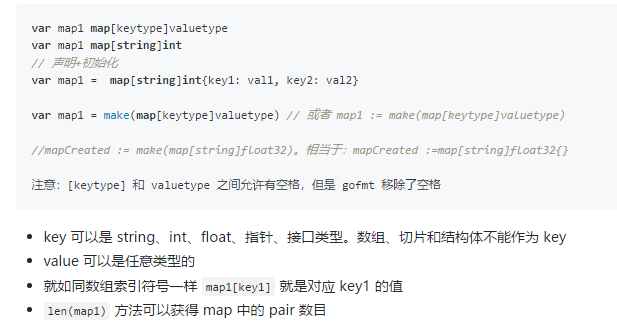 var map1 map[keytype]valuetype
var map1 map[string]int
// 声明+初始化
var map1 =  map[string]int{key1: val1, key2: val2}
var map1 = make(map[keytype]valuetype) // 或者 map1 := make(map[keytype]valuetype)
//mapCreated := make(map[string]float32)。相当于：mapCreated :=map[string]float32{}
注意：[keytype] 和 valuetype 之间允许有空格，但是 gofmt 移除了空格
• key 可以是 string、int、float、指针、接口类型。数组、切片和结构体不能作为 key
• value 可以是任意类型的
• 就如同数组索引符号一样 map1[key1] 就是对应 key1 的值
• len(map1) 方法可以获得 map 中的 pair 数目